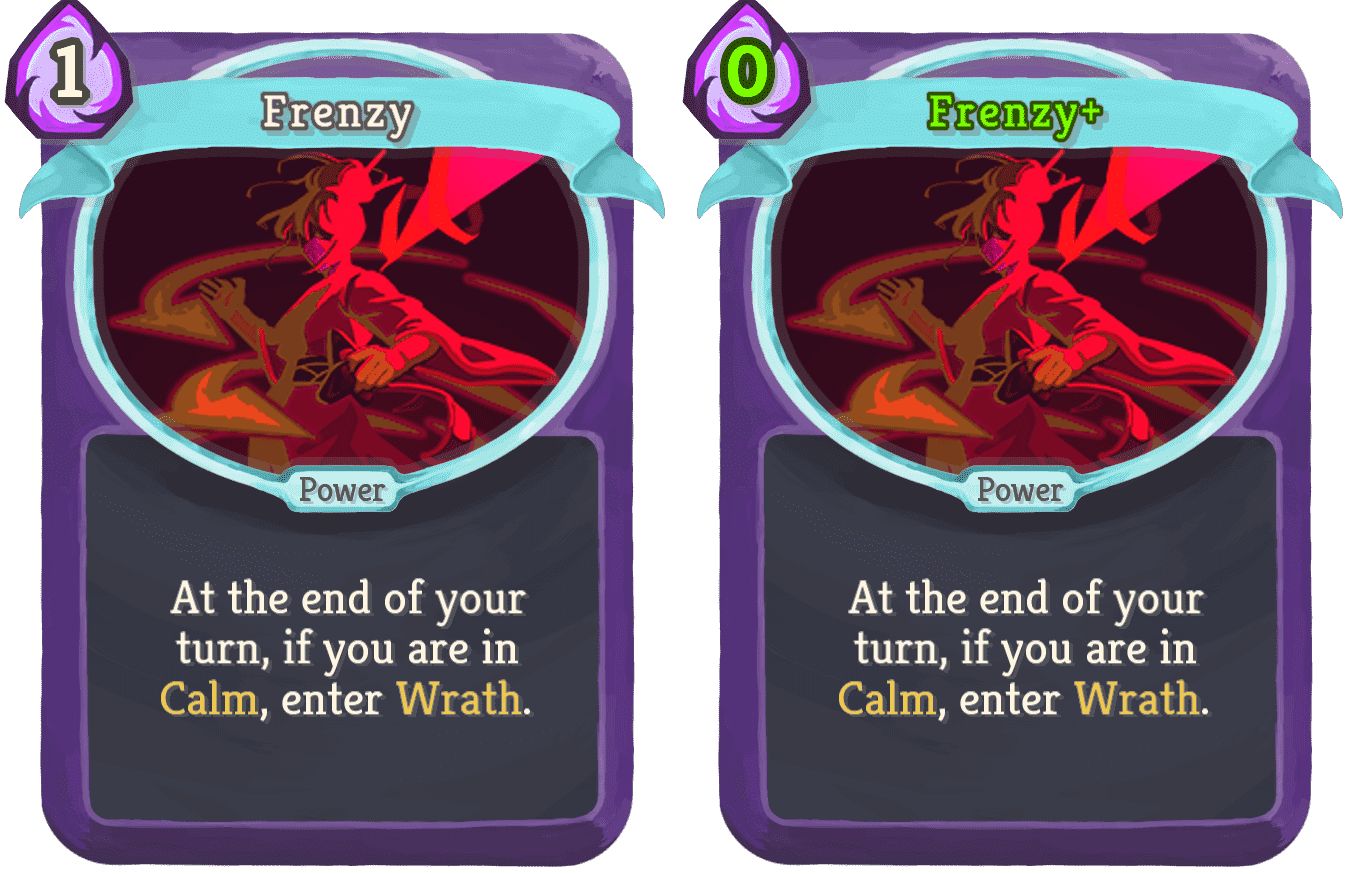 1
Frenzy
Power
At the end of your
turn, if you are in
Calm, enter Wrath.
0
Frenzy+
Power
At the end of your
turn, if you are in
Calm, enter Wrath.